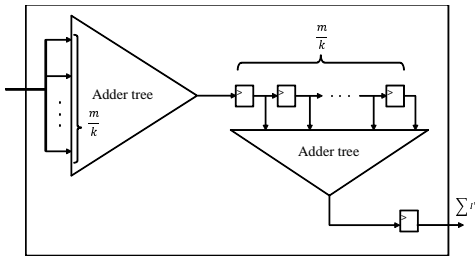 m/k
Adder tree
m/k
> > . . . >
Adder tree
>
∑